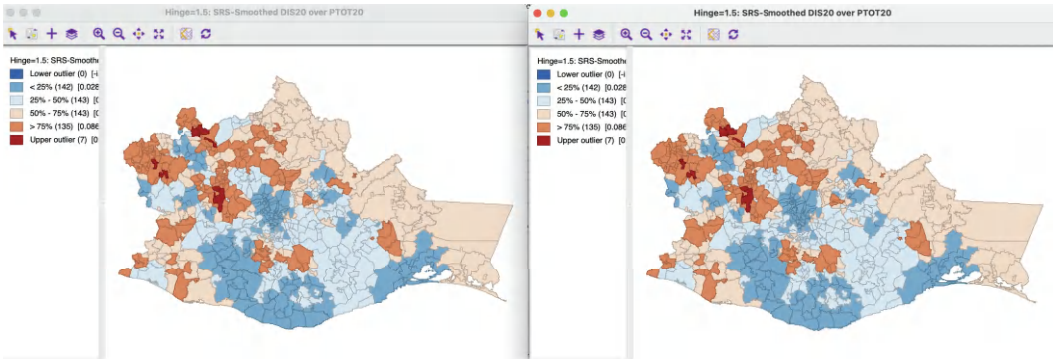 Hinge=1.5: SRS-Smoothed DIS20 over PTOT20
Hinge=1.5: SRS-Smoothe
Lower outlier (0) [-i
< 25% (142) [0.028
25% - 50% (143) [0
50% - 75% (143) [0
> 75% (135) [0.086
Upper outlier (7) [0
Hinge=1.5: SRS-Smoothed DIS20 over PTOT20
Hinge=1.5: SRS-Smoothe
Lower outlier (0) [-i
< 25% (142) [0.028
25% - 50% (143) [0
50% - 75% (143) [0
> 75% (135) [0.086
Upper outlier (7) [0